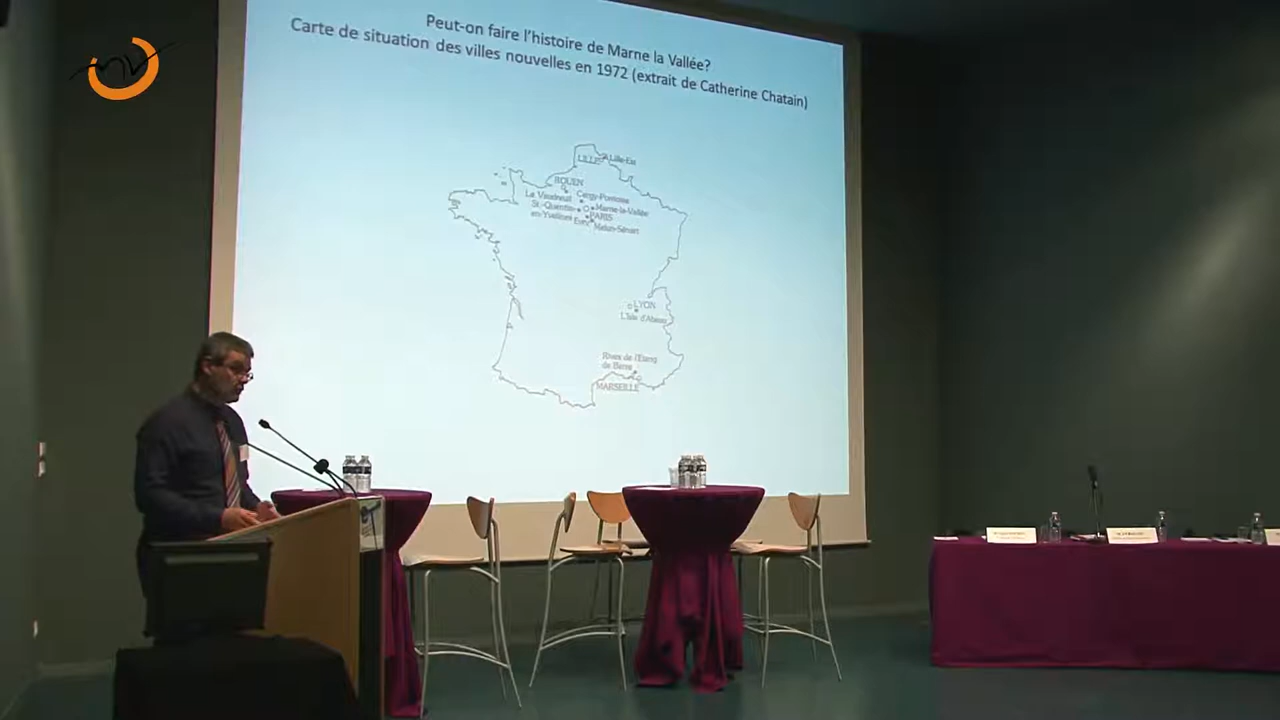 Peut-on faire l'histoire de Marne la Vallée?
Carte de situation des villes nouvelles en 1972 (extrait de Catherine Chatain)
LILLE Lille-Est
ROUEN
Le Vaudreuil Cergy-Pontoise
St.-Quentin- Marne-la-Vallée
en-Yvelines PARIS
Evry Melun-Sénart
LYON
L'Isle d'Abeau
Rives de l'Etang
de Berre
MARSEILLE